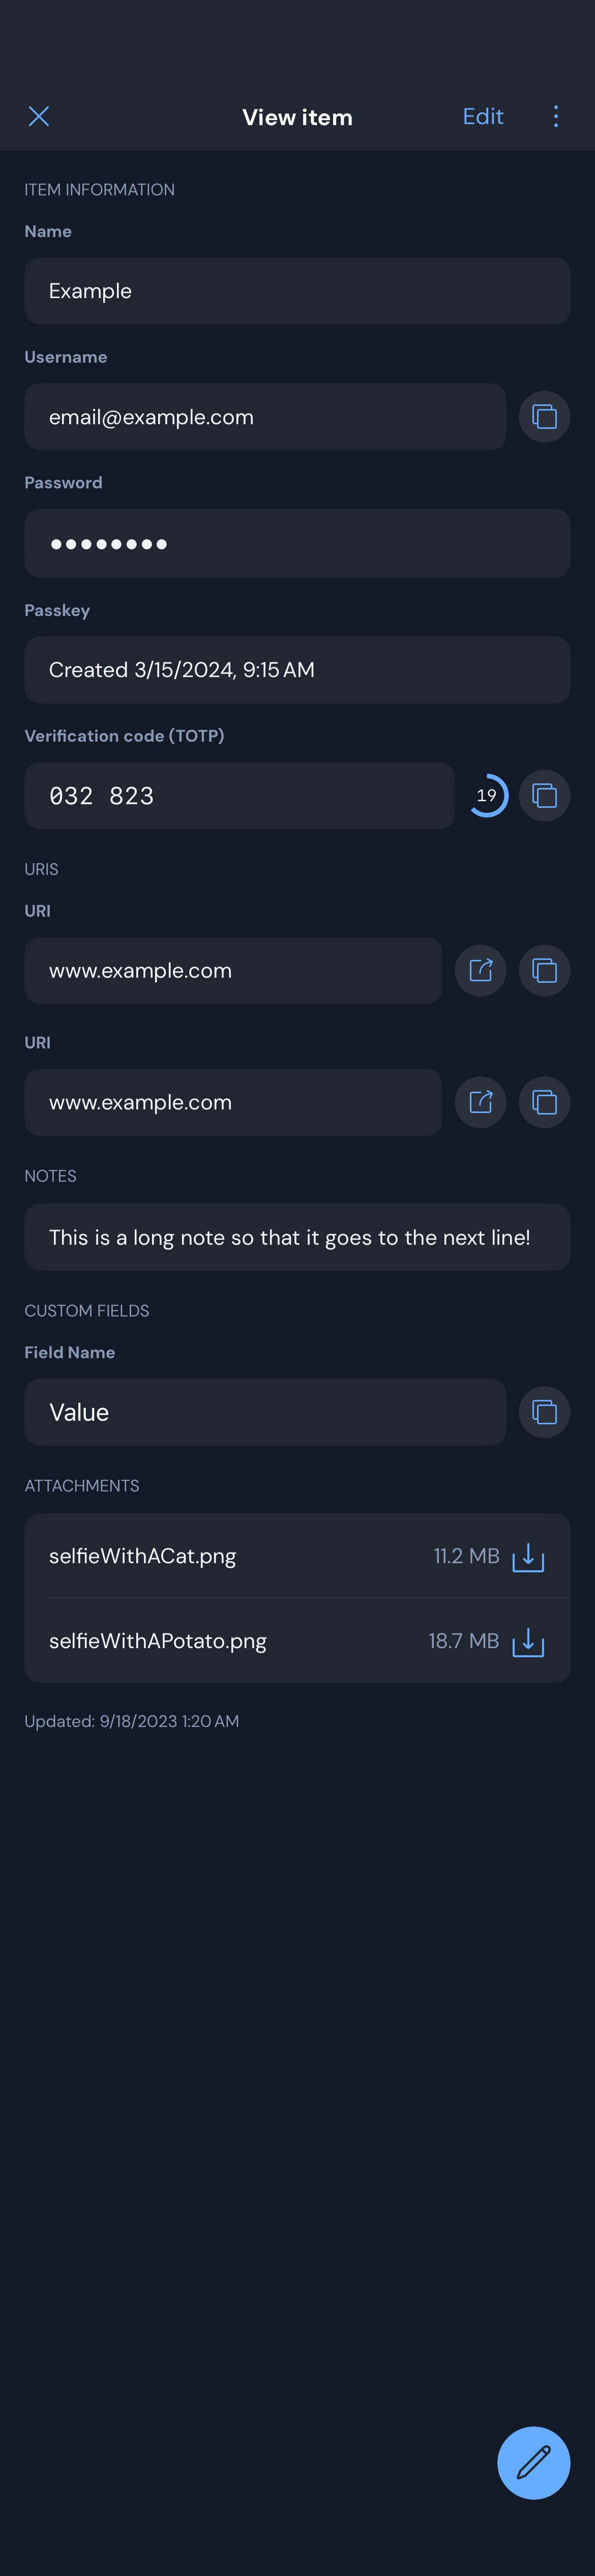 View item
Edit
ITEM INFORMATION
Name
Example
Username
email@example.com
Password
Passkey
Created 3/15/2024, 9:15 AM
Verification code (TOTP)
032 823
19
URIS
URI
www.example.com
URI
www.example.com
NOTES
This is a long note so that it goes to the next line!
CUSTOM FIELDS
Field Name
Value
ATTACHMENTS
selfieWithACat.png 11.2 MB
selfieWithAPotato.png 18.7 MB
Updated: 9/18/2023 1:20 AM